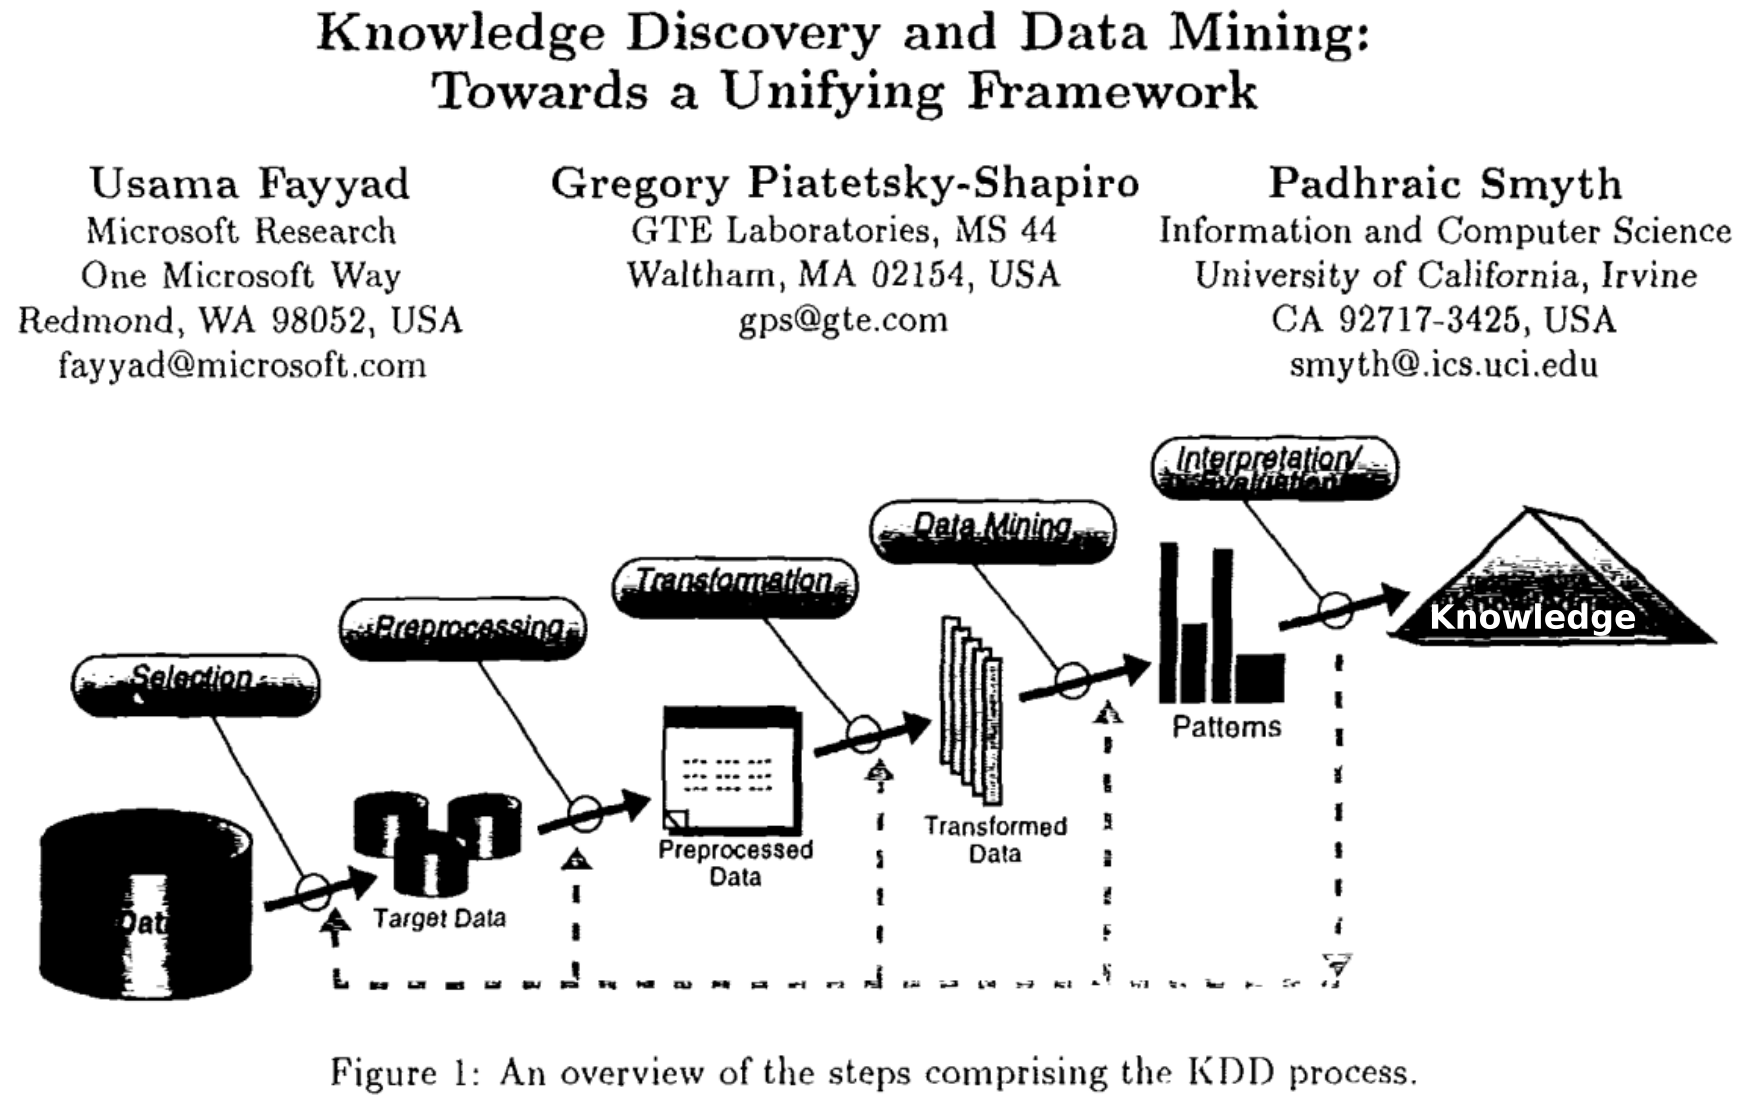 Knowledge Discovery and Data Mining:
Towards a Unifying Framework
Usama Fayyad
Microsoft Research
One Microsoft Way
Redmond, WA 98052, USA
fayyad@microsoft.com
Gregory Piatetsky-Shapiro
GTE Laboratories, MS 44
Waltham, MA 02154, USA
gps@gte.com
Padhraic Smyth
Information and Computer Science
University of California, Irvine
CA 92717-3425, USA
smyth@.ics.uci.edu
Interpretation/
Evaluation
Data Mining
Transformation
Preprocessing
Selection
Knowledge
Patterns
Transformed
Data
Preprocessed
Data
Target Data
Data
Figure 1: An overview of the steps comprising the KDD process.